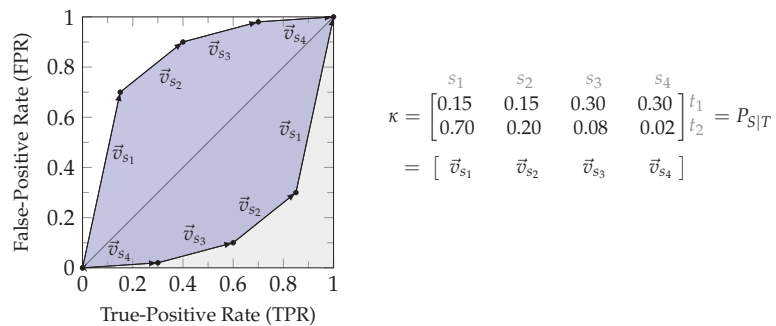 1
0.8
0.6
0.4
0.2
0
0 0.2 0.4 0.6 0.8 1
False-Positive Rate (FPR)
True-Positive Rate (TPR)
v⃗s₁
v⃗s₂
v⃗s₃
v⃗s₄
v⃗s₁
v⃗s₂
v⃗s₃
v⃗s₄
s₁ s₂ s₃ s₄
κ = [ 0.15 0.15 0.30 0.30 ] t₁
[ 0.70 0.20 0.08 0.02 ] t₂ = P_{S|T}
= [ v⃗s₁ v⃗s₂ v⃗s₃ v⃗s₄ ]